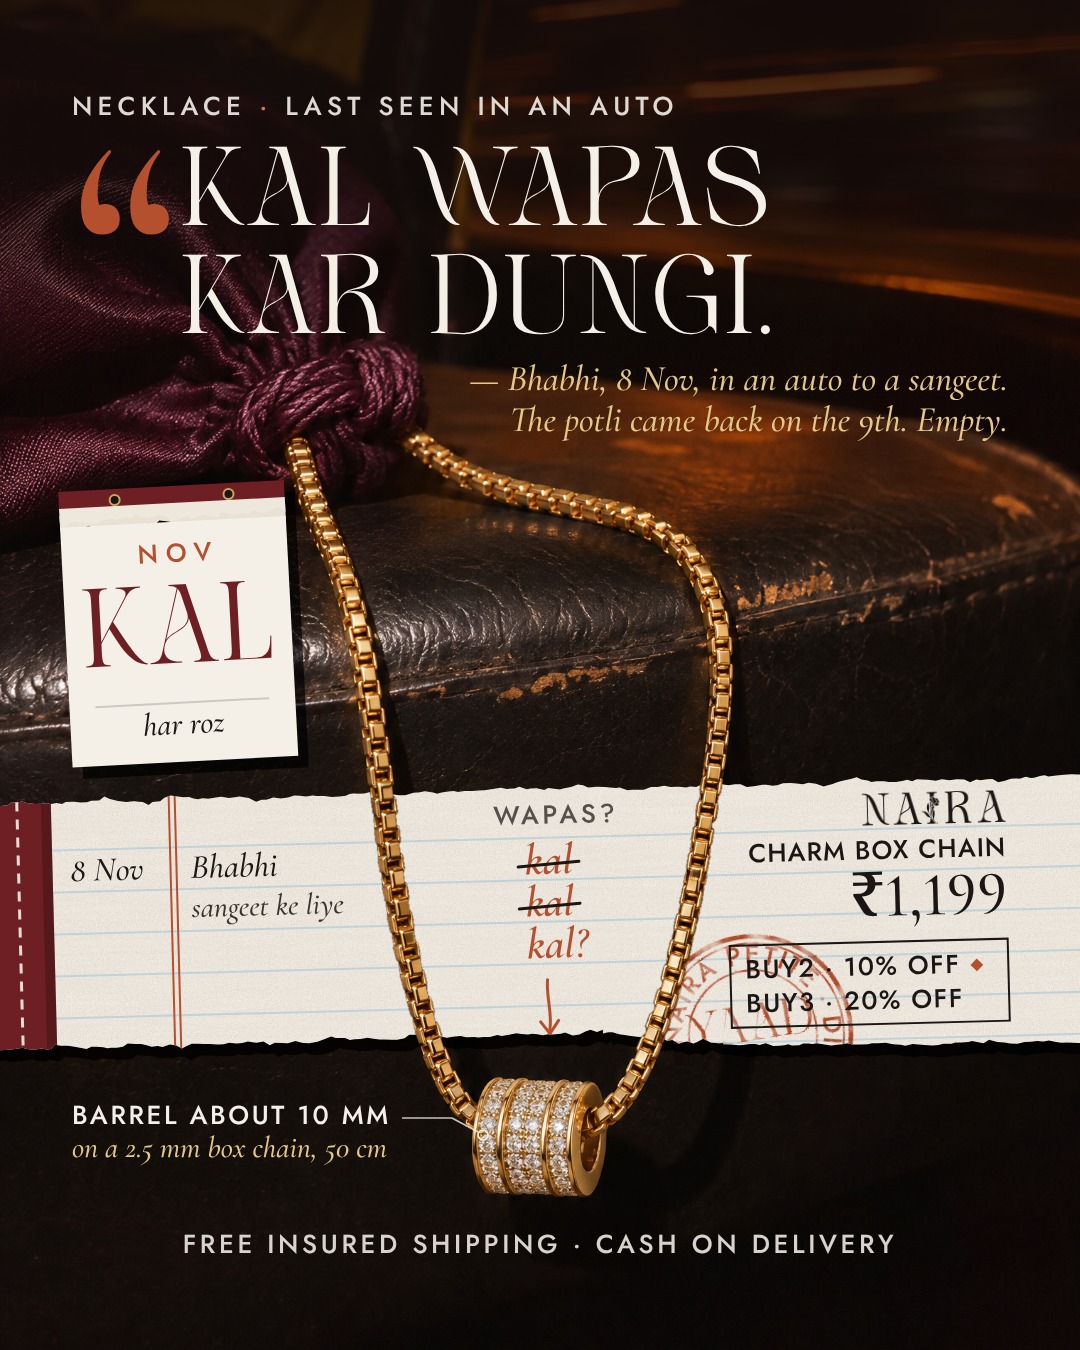 NECKLACE · LAST SEEN IN AN AUTO
“KAL WAPAS
KAR DUNGI.
— Bhabhi, 8 Nov, in an auto to a sangeet.
The potli came back on the 9th. Empty.
NOV
KAL
har roz
WAPAS?
8 Nov
Bhabhi
sangeet ke liye
kal
kal
kal?
NAIRA
CHARM BOX CHAIN
₹1,199
BUY2 · 10% OFF
BUY3 · 20% OFF
BARREL ABOUT 10 MM
on a 2.5 mm box chain, 50 cm
FREE INSURED SHIPPING · CASH ON DELIVERY